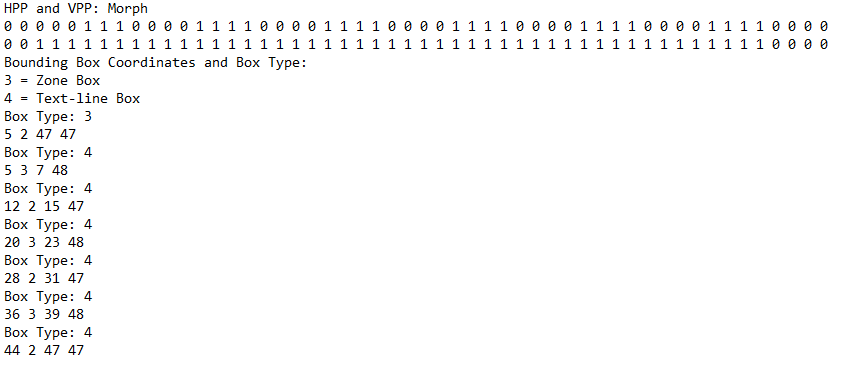 HPP and VPP: Morph
0 0 0 0 0 1 1 1 0 0 0 0 1 1 1 1 0 0 0 0 1 1 1 1 0 0 0 0 1 1 1 1 0 0 0 0 1 1 1 1 0 0 0 0 1 1 1 1 0 0 0 0
0 0 1 1 1 1 1 1 1 1 1 1 1 1 1 1 1 1 1 1 1 1 1 1 1 1 1 1 1 1 1 1 1 1 1 1 1 1 1 1 1 1 1 1 1 1 1 1 0 0 0 0
Bounding Box Coordinates and Box Type:
3 = Zone Box
4 = Text-line Box
Box Type: 3
5 2 47 47
Box Type: 4
5 3 7 48
Box Type: 4
12 2 15 47
Box Type: 4
20 3 23 48
Box Type: 4
28 2 31 47
Box Type: 4
36 3 39 48
Box Type: 4
44 2 47 47